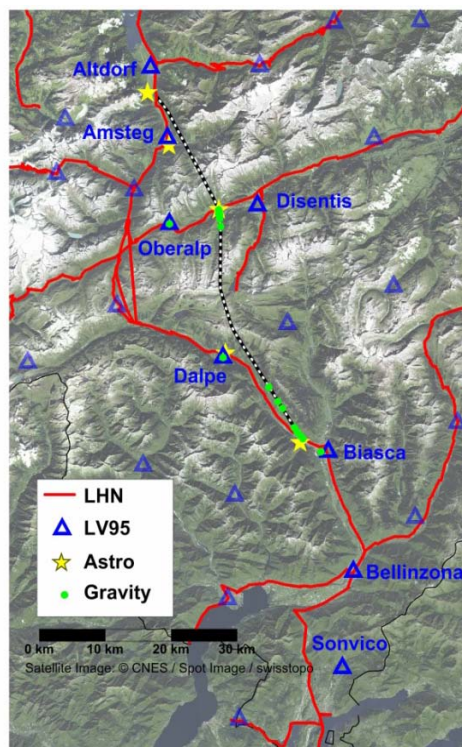 Altdorf
Amsteg
Disentis
Oberalp
Dalpe
Biasca
LHN
LV95
Astro
Gravity
Bellinzona
0 km 10 km 20 km 30 km
Sonvico
Satellite Image: © CNES / Spot Image / swisstopo